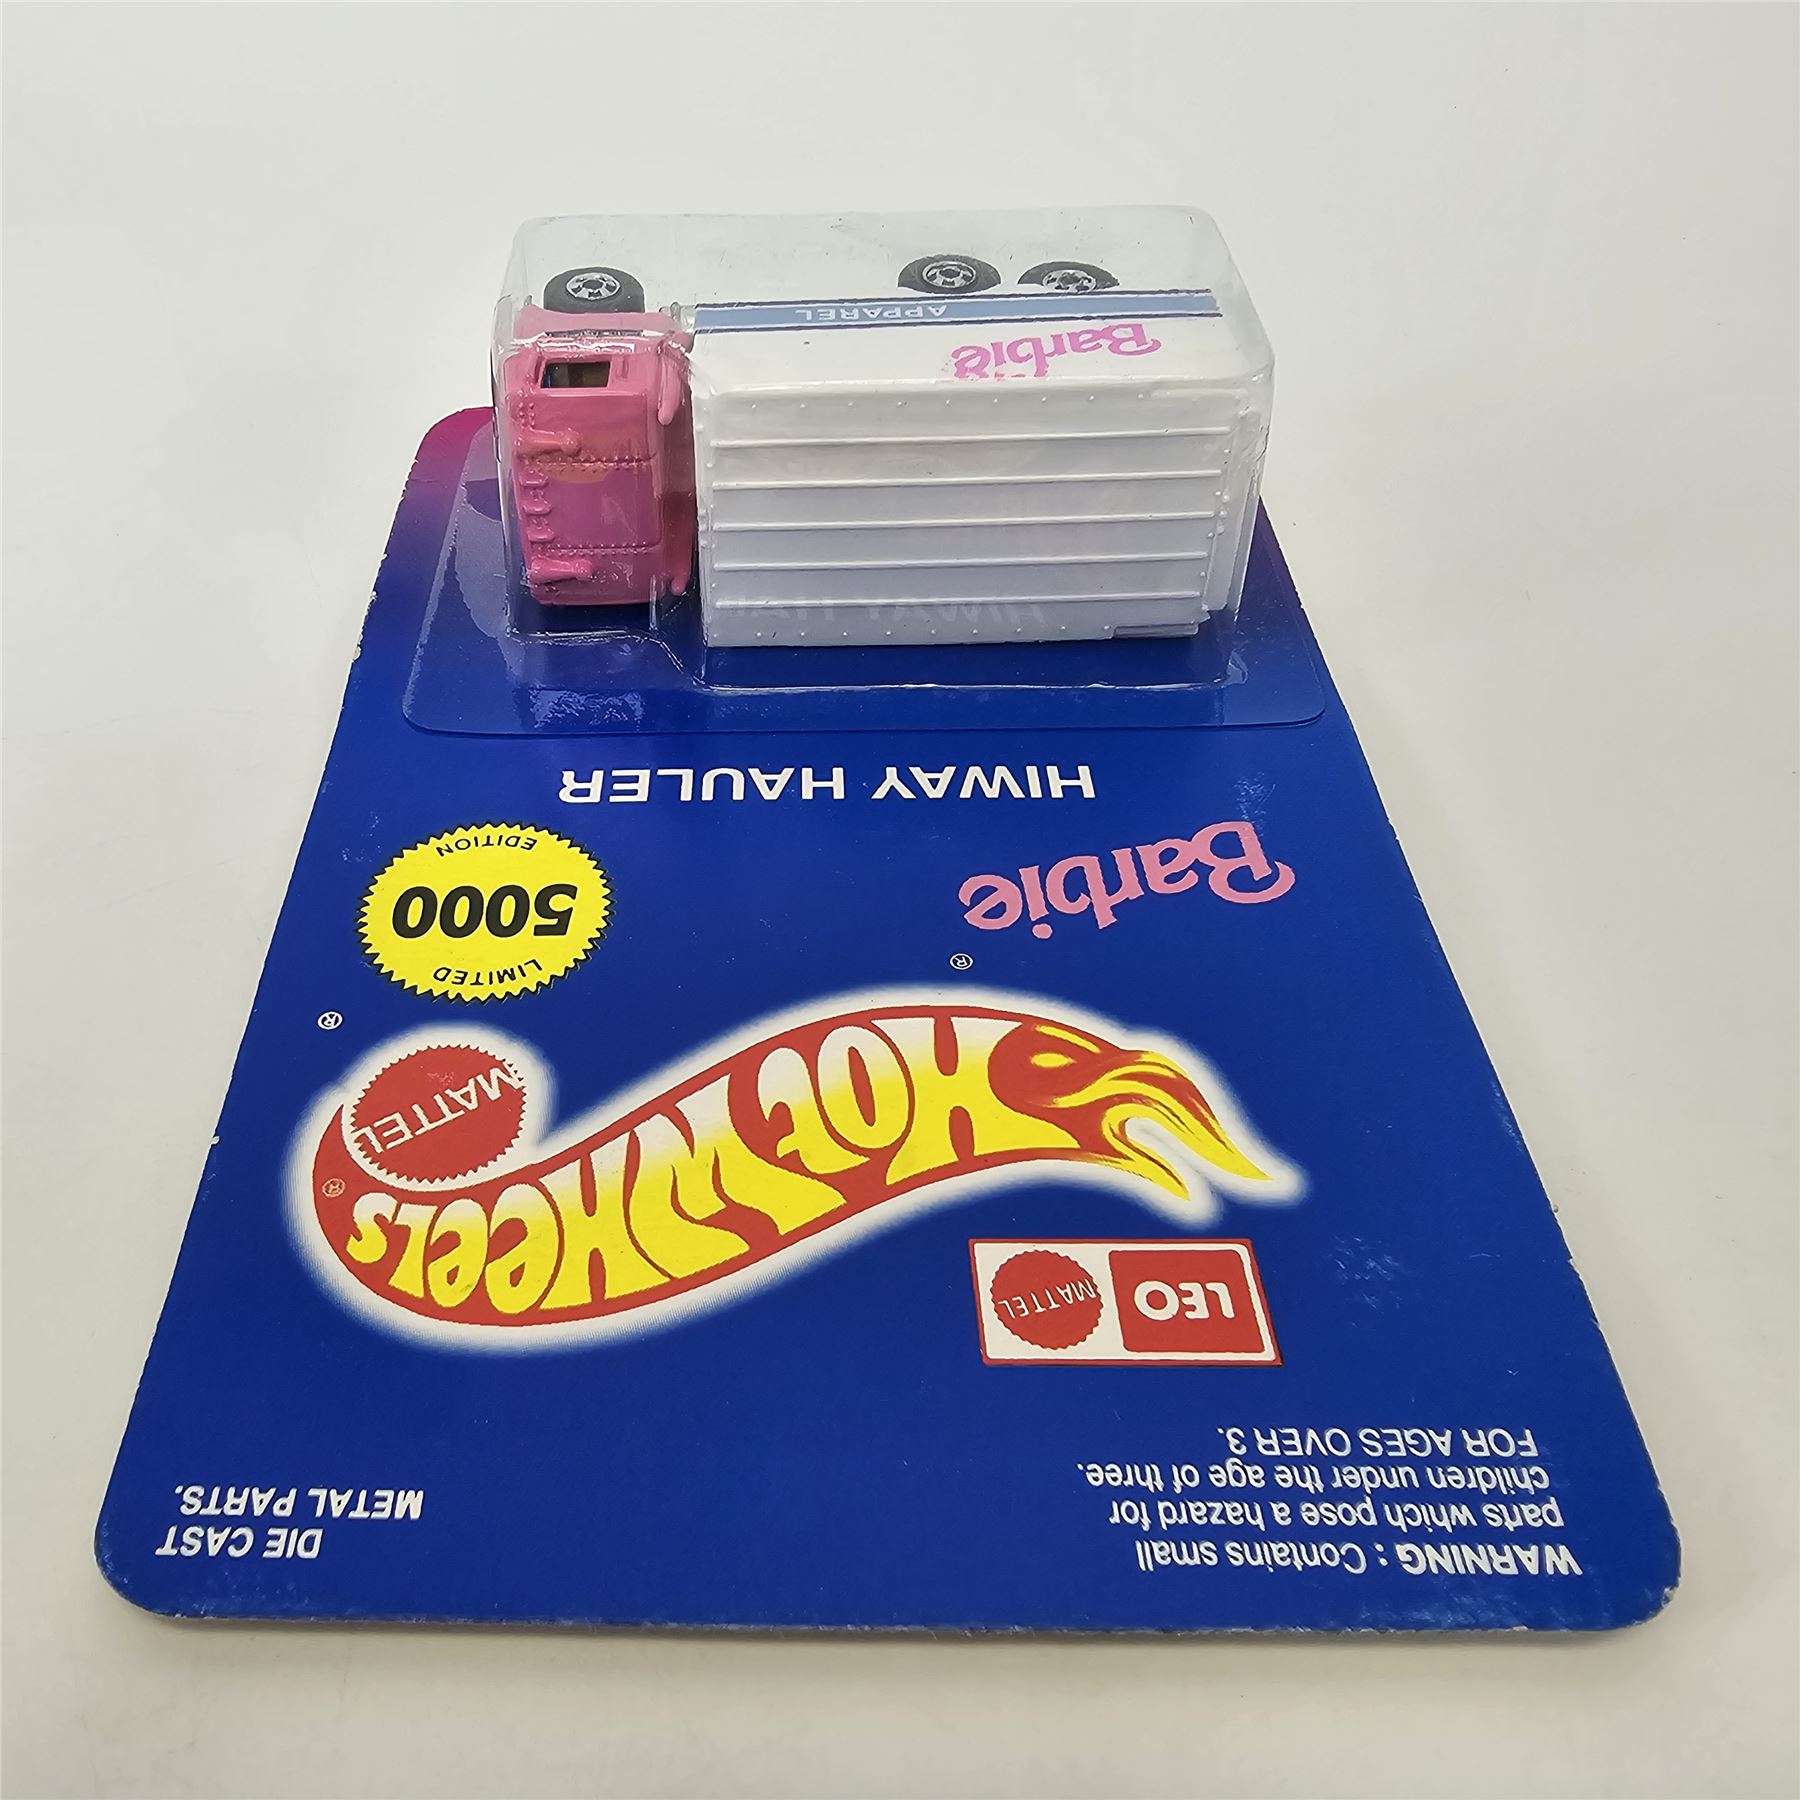 WARNING : Contains small
parts which pose a hazard for
children under the age of three.
FOR AGES OVER 3.
DIE CAST
METAL PARTS.
LEO
MATTEL
HOT WHEELS
®
MATTEL
®
®
Barbie
LIMITED
5000
EDITION
HIWAY HAULER
Barbie
APPAREL